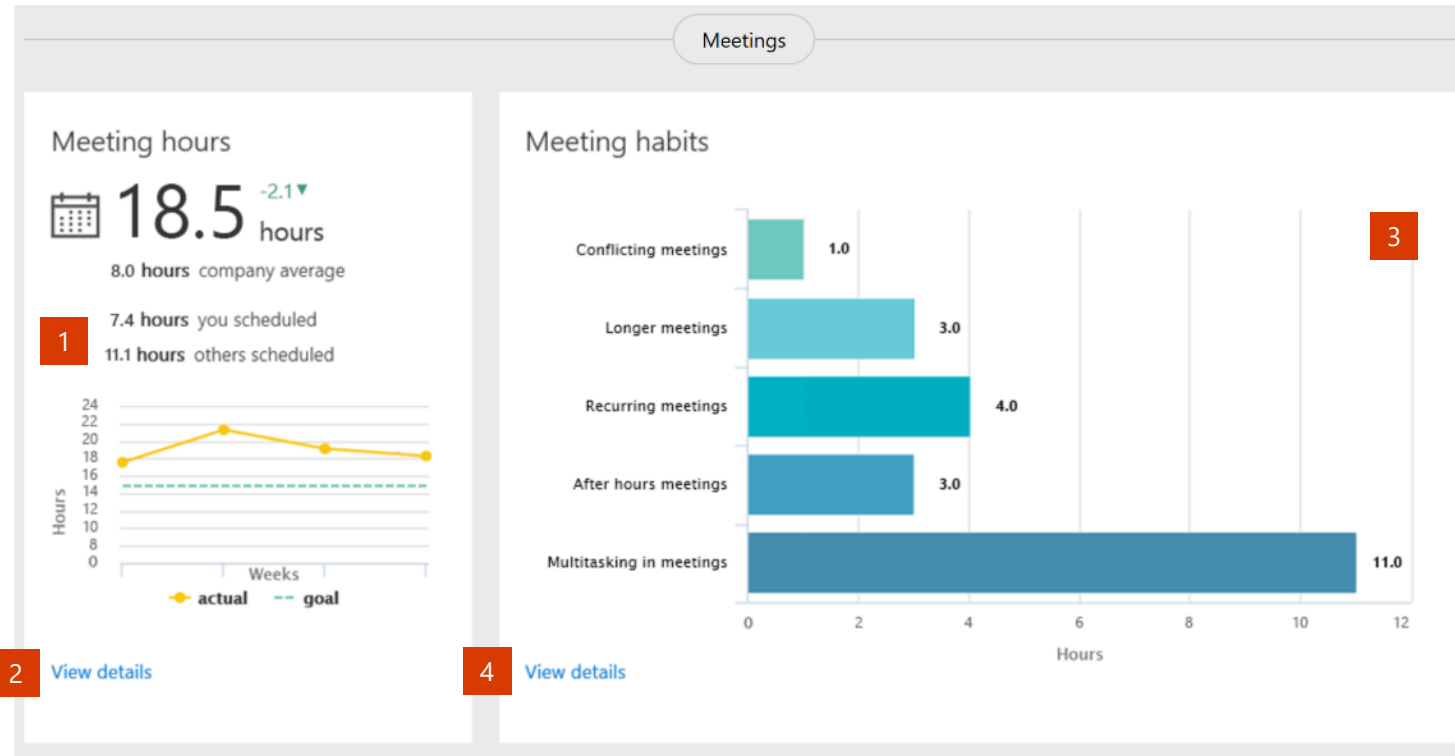 Meetings
Meeting hours
18.5 -2.1▼ hours
8.0 hours company average
1
7.4 hours you scheduled
11.1 hours others scheduled
24
22
20
18
16
14
12
10
8
0
Hours
Weeks
actual goal
2 View details
Meeting habits
3
Conflicting meetings 1.0
Longer meetings 3.0
Recurring meetings 4.0
After hours meetings 3.0
Multitasking in meetings 11.0
0 2 4 6 8 10 12
Hours
4 View details